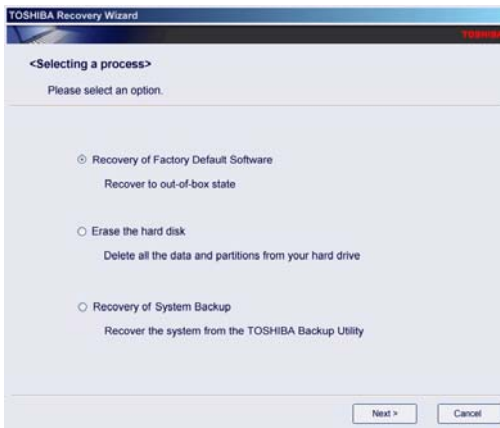 TOSHIBA Recovery Wizard
TOSHIBA
<Selecting a process>
Please select an option.
Recovery of Factory Default Software
Recover to out-of-box state
Erase the hard disk
Delete all the data and partitions from your hard drive
Recovery of System Backup
Recover the system from the TOSHIBA Backup Utility
Next >
Cancel